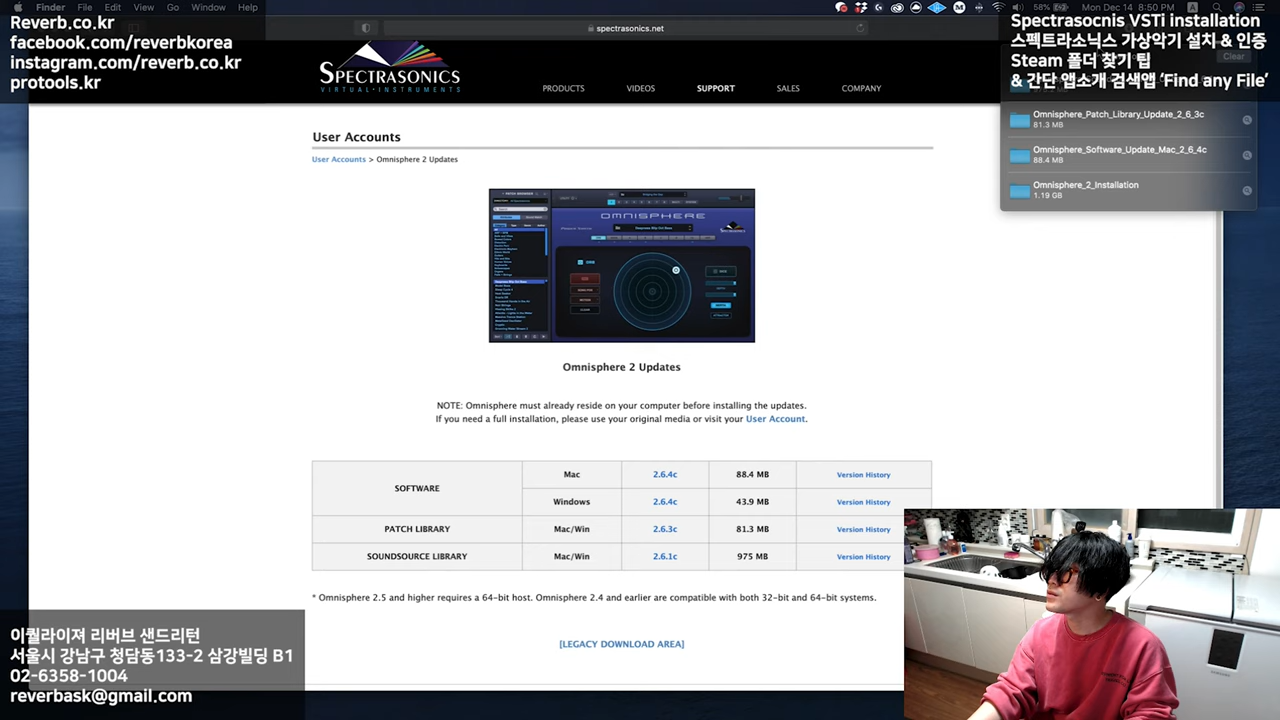 Finder File Edit View Go Window Help
58% Mon Dec 14 8:50 PM
Reverb.co.kr
facebook.com/reverbkorea
instagram.com/reverb.co.kr
protools.kr
spectrasonics.net
Spectrasocnis VSTi installation
스펙트라소닉스 가상악기 설치 & 인증
Steam 폴더 찾기 팁
& 간단 앱소개 검색앱 'Find any File'
Clear
SPECTRASONICS
VIRTUAL INSTRUMENTS
PRODUCTS VIDEOS SUPPORT SALES COMPANY
Omnisphere_Patch_Library_Update_2_6_3c
81.3 MB
Omnisphere_Software_Update_Mac_2_6_4c
88.4 MB
Omnisphere_2_Installation
1.19 GB
User Accounts
User Accounts > Omnisphere 2 Updates
OMNISPHERE
Omnisphere 2 Updates
NOTE: Omnisphere must already reside on your computer before installing the updates.
If you need a full installation, please use your original media or visit your User Account.
SOFTWARE Mac 2.6.4c 88.4 MB Version History
Windows 2.6.4c 43.9 MB Version History
PATCH LIBRARY Mac/Win 2.6.3c 81.3 MB Version History
SOUNDSOURCE LIBRARY Mac/Win 2.6.1c 975 MB Version History
* Omnisphere 2.5 and higher requires a 64-bit host. Omnisphere 2.4 and earlier are compatible with both 32-bit and 64-bit systems.
[LEGACY DOWNLOAD AREA]
이퀄라이져 리버브 샌드리턴
서울시 강남구 청담동133-2 삼강빌딩 B1
02-6358-1004
reverbask@gmail.com